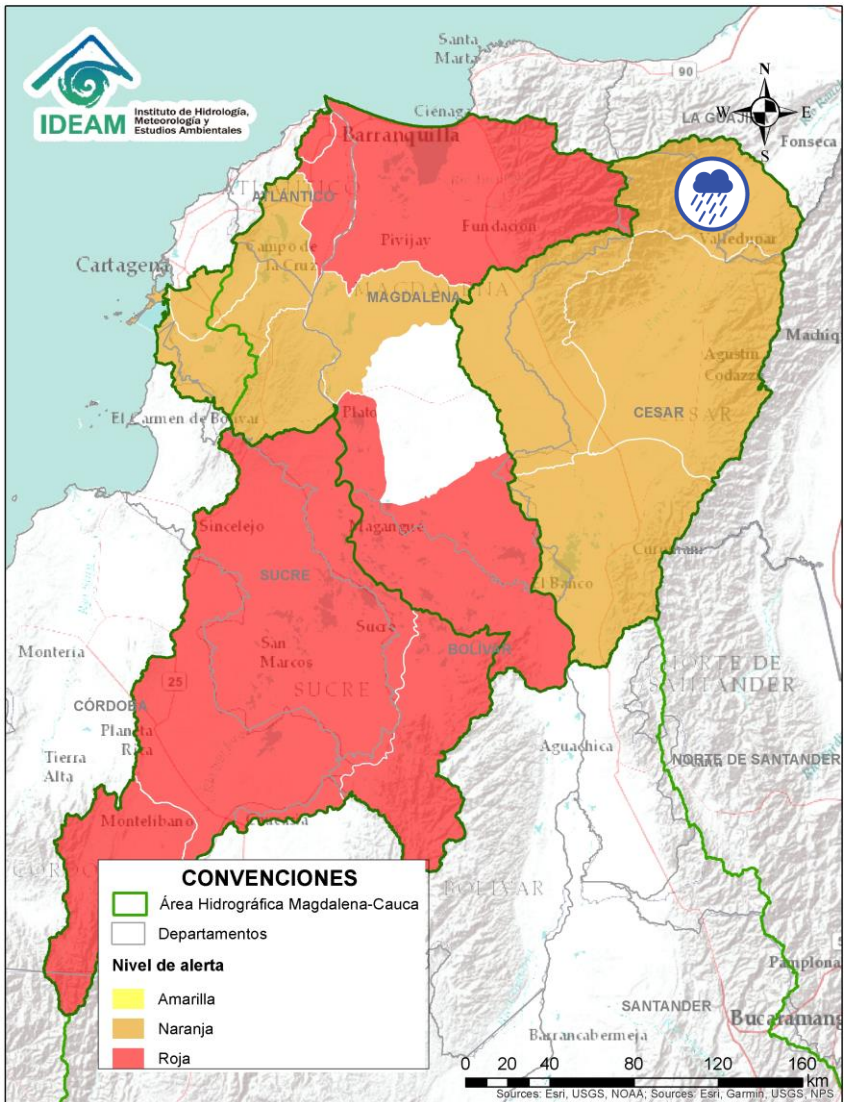 IDEAM
Instituto de Hidrología,
Meteorología y
Estudios Ambientales
Santa
Marta
90
N
W
E
S
LA GUAJI
Ciénaga
Fonseca
Barranquilla
ATLÁNTICO
Fundación
Valledupar
Pivijay
Campo de
la Cruz
Cartagena
MAGDALENA
Machiq
Agustín
Codazzi
CESAR
El Carmen de Bolívar
Plato
Sincelejo
Magangué
SUCRE
El Banco
Sucre
San
Marcos
BOLÍVAR
Montería
NORTE DE
SANTANDER
25
SUCRE
CÓRDOBA
Planeta
Rica
Aguachica
NORTE DE SANTANDER
Tierra
Alta
Montelíbano
BOLÍVAR
CONVENCIONES
Área Hidrográfica Magdalena-Cauca
Departamentos
Nivel de alerta
Amarilla
Naranja
Roja
Pamplona
SANTANDER
Bucaramang
Barrancabermeja
0 20 40 80 120 160
km
Sources: Esri, USGS, NOAA; Sources: Esri, Garmin, USGS, NPS